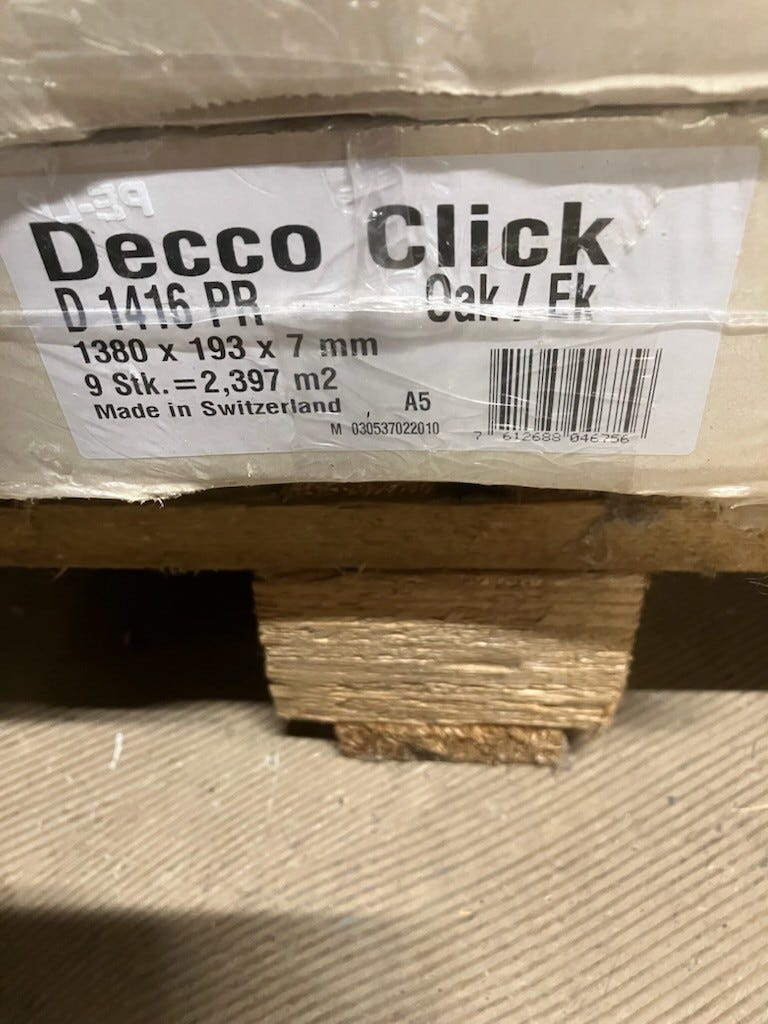 Decco Click
D 1416 PR Oak / Ek
1380 x 193 x 7 mm
9 Stk. = 2,397 m2
Made in Switzerland , A5
M 030537022010
7 612688 046756